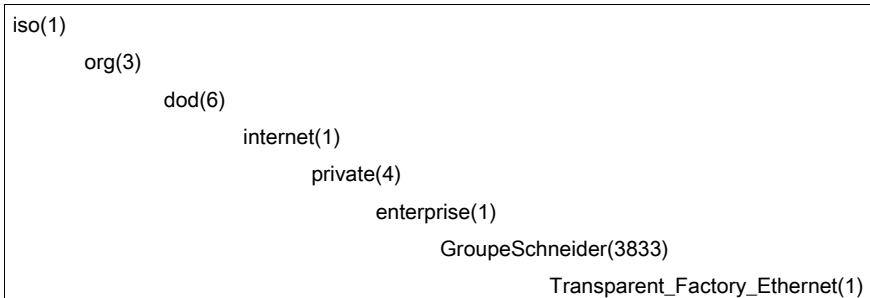 iso(1)
org(3)
dod(6)
internet(1)
private(4)
enterprise(1)
GroupeSchneider(3833)
Transparent_Factory_Ethernet(1)